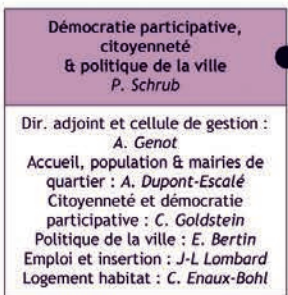 Démocratie participative,
citoyenneté
& politique de la ville
P. Schrub
Dir. adjoint et cellule de gestion :
A. Genot
Accueil, population & mairies de
quartier : A. Dupont-Escalé
Citoyenneté et démocratie
participative : C. Goldstein
Politique de la ville : E. Bertin
Emploi et insertion : J-L Lombard
Logement habitat : C. Enaux-Bohl